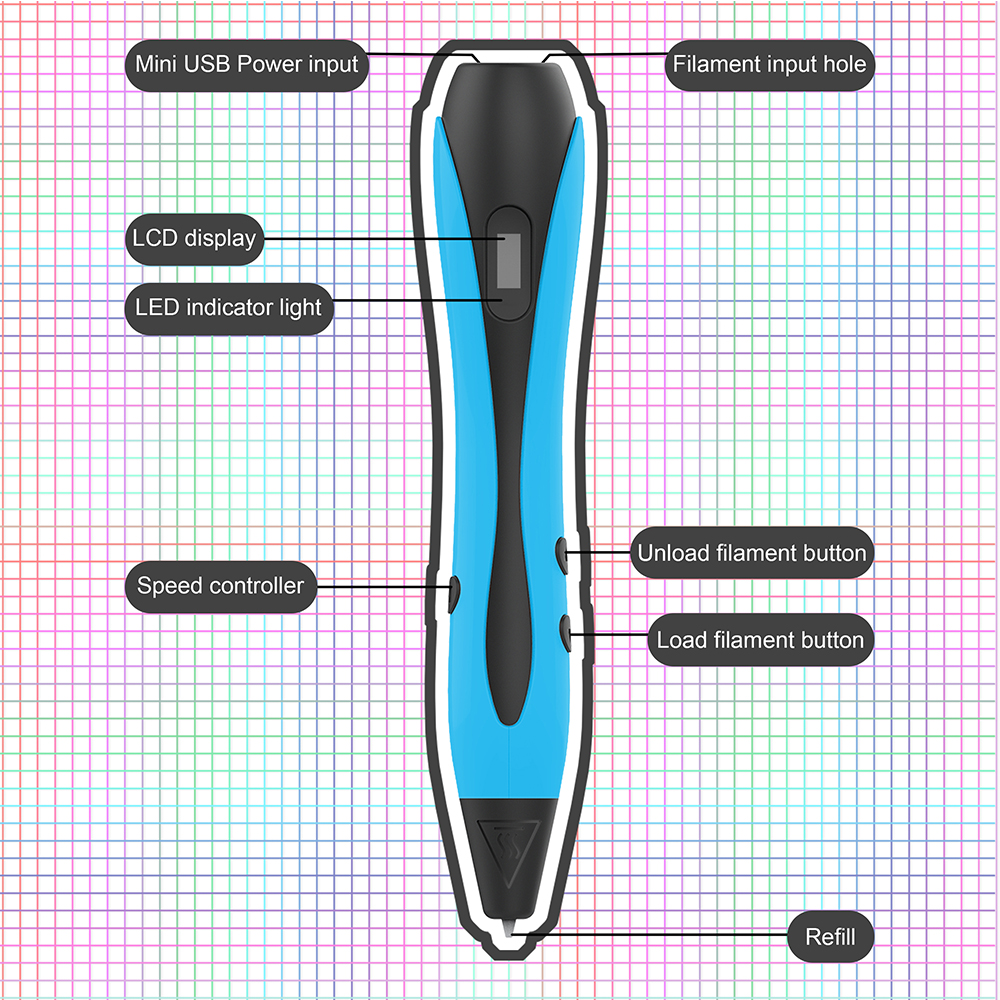 Mini USB Power input
Filament input hole
LCD display
LED indicator light
Unload filament button
Speed controller
Load filament button
Refill